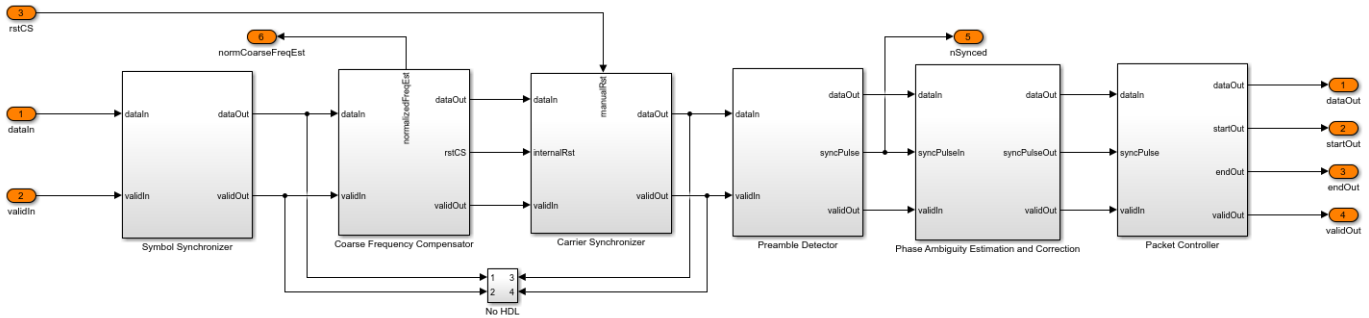 3
rstCS
6
normCoarseFreqEst
5
nSynced
1
dataIn
2
validIn
dataIn
validIn
dataOut
validOut
Symbol Synchronizer
normalizedFreqEst
dataIn
validIn
dataOut
rstCS
validOut
Coarse Frequency Compensator
manualRst
dataIn
internalRst
validIn
dataOut
validOut
Carrier Synchronizer
dataIn
validIn
dataOut
syncPulse
validOut
Preamble Detector
dataIn
syncPulseIn
validIn
dataOut
syncPulseOut
validOut
Phase Ambiguity Estimation and Correction
dataIn
syncPulse
validIn
dataOut
startOut
endOut
validOut
Packet Controller
1
dataOut
2
startOut
3
endOut
4
validOut
1 3
2 4
No HDL